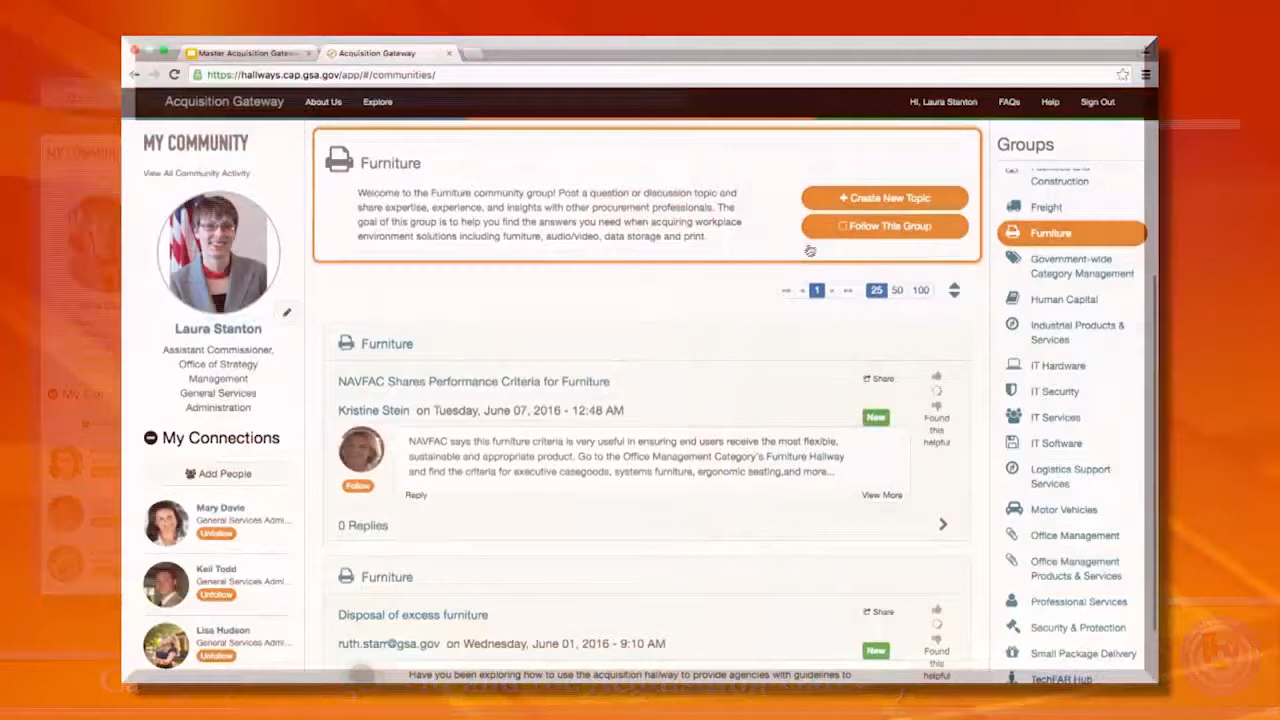 Master Acquisition Gate
Acquisition Gateway
https://hallways.cap.gsa.gov/app/#/communities/
Acquisition Gateway
About Us
Explore
Hi, Laura Stanton
FAQs
Help
Sign Out
MY COMMUNITY
View All Community Activity
Laura Stanton
Assistant Commissioner,
Office of Strategy
Management
General Services
Administration
My Connections
Add People
Mary Davie
General Services Admi...
Unfollow
Keil Todd
General Services Admi...
Unfollow
Lisa Hudson
General Services Admi...
Unfollow
Furniture
Welcome to the Furniture community group! Post a question or discussion topic and
share expertise, experience, and insights with other procurement professionals. The
goal of this group is to help you find the answers you need when acquiring workplace
environment solutions including furniture, audio/video, data storage and print.
+ Create New Topic
Follow This Group
1
25 50 100
Furniture
NAVFAC Shares Performance Criteria for Furniture
Share
Kristine Stein on Tuesday, June 07, 2016 - 12:48 AM
New
Found
this
helpful
NAVFAC says this furniture criteria is very useful in ensuring end users receive the most flexible,
sustainable and appropriate product. Go to the Office Management Category's Furniture Hallway
and find the criteria for executive casegoods, systems furniture, ergonomic seating,and more...
Follow
Reply
View More
0 Replies
Furniture
Disposal of excess furniture
Share
ruth.starr@gsa.gov on Wednesday, June 01, 2016 - 9:10 AM
New
Found
this
helpful
Have you been exploring how to use the acquisition hallway to provide agencies with guidelines to
Groups
Construction
Freight
Furniture
Government-wide
Category Management
Human Capital
Industrial Products &
Services
IT Hardware
IT Security
IT Services
IT Software
Logistics Support
Services
Motor Vehicles
Office Management
Office Management
Products & Services
Professional Services
Security & Protection
Small Package Delivery
TechFAR Hub